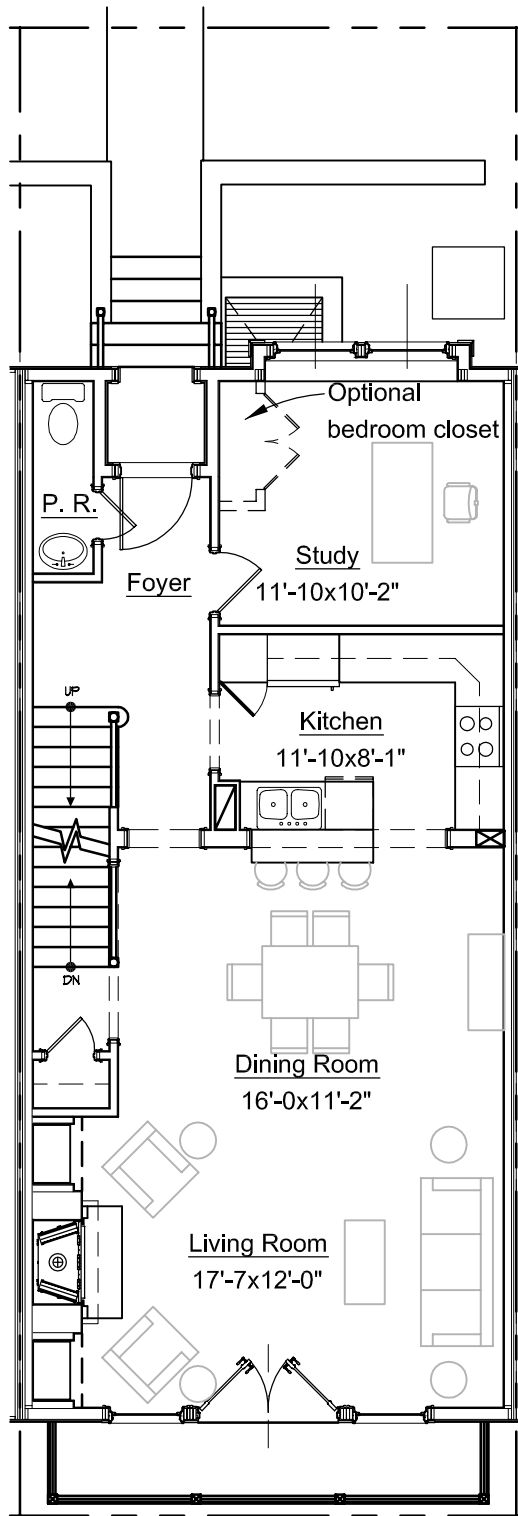 Optional
bedroom closet
P. R.
Study
11'-10x10'-2"
Foyer
UP
Kitchen
11'-10x8'-1"
DN
Dining Room
16'-0x11'-2"
Living Room
17'-7x12'-0"